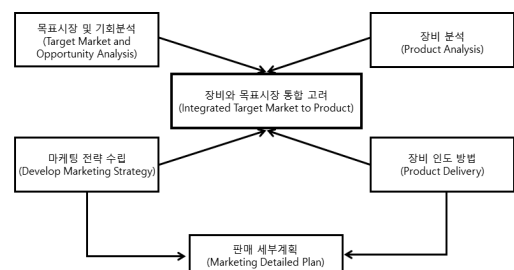 목표시장 및 기회분석
(Target Market and
Opportunity Analysis)
장비 분석
(Product Analysis)
장비와 목표시장 통합 고려
(Integrated Target Market to Product)
마케팅 전략 수립
(Develop Marketing Strategy)
장비 인도 방법
(Product Delivery)
판매 세부계획
(Marketing Detailed Plan)